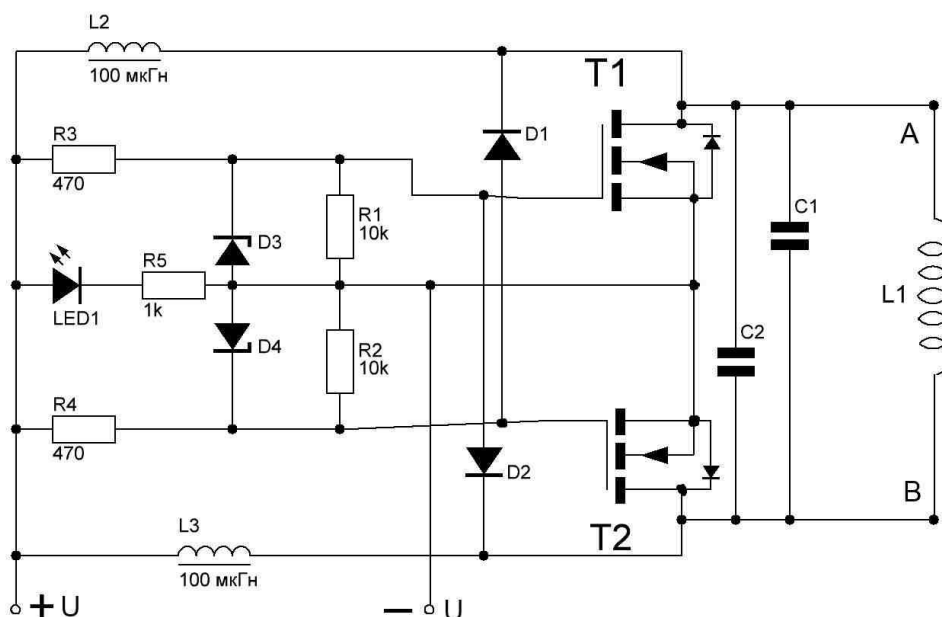 L2
100 мкГн
T1
R3
470
D1
A
R1
10k
C1
D3
R5
1k
LED1
L1
C2
D4
R2
10k
R4
470
D2
B
L3
T2
100 мкГн
+ U
− U